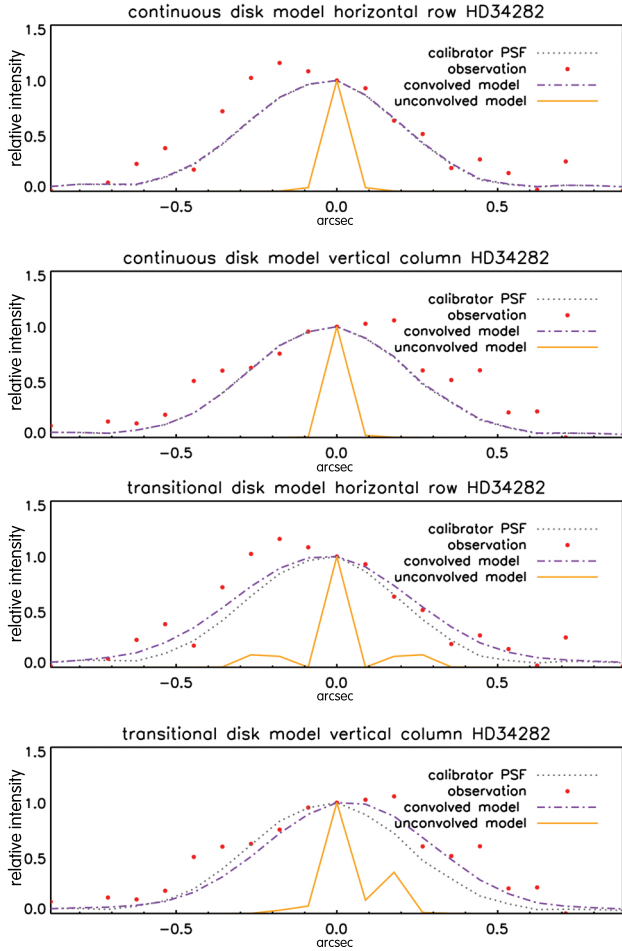 continuous disk model horizontal row HD34282
1.5
1.0
0.5
0.0
relative intensity
calibrator PSF
observation
convolved model
unconvolved model
−0.5 0.0 0.5
arcsec
continuous disk model vertical column HD34282
1.5
1.0
0.5
0.0
relative intensity
calibrator PSF
observation
convolved model
unconvolved model
−0.5 0.0 0.5
arcsec
transitional disk model horizontal row HD34282
1.5
1.0
0.5
0.0
relative intensity
calibrator PSF
observation
convolved model
unconvolved model
−0.5 0.0 0.5
arcsec
transitional disk model vertical column HD34282
1.5
1.0
0.5
0.0
relative intensity
calibrator PSF
observation
convolved model
unconvolved model
−0.5 0.0 0.5
arcsec